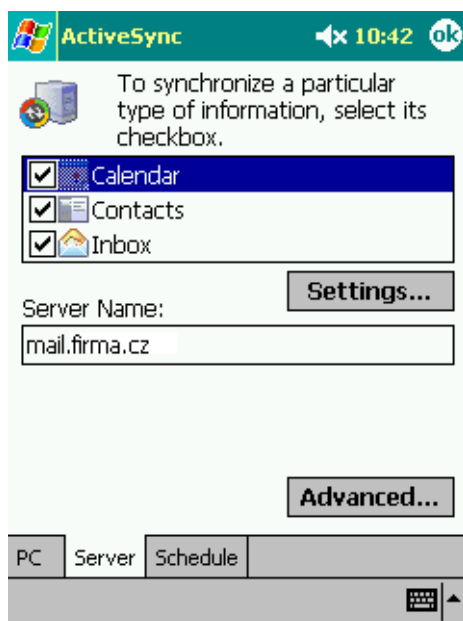 ActiveSync 10:42 ok
To synchronize a particular
type of information, select its
checkbox.
Calendar
Contacts
Inbox
Settings...
Server Name:
mail.firma.cz
Advanced...
PC Server Schedule